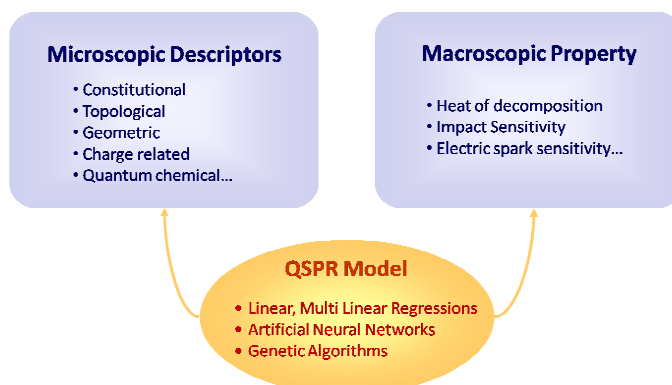 Microscopic Descriptors
• Constitutional
• Topological
• Geometric
• Charge related
• Quantum chemical...
Macroscopic Property
• Heat of decomposition
• Impact Sensitivity
• Electric spark sensitivity...
QSPR Model
• Linear, Multi Linear Regressions
• Artificial Neural Networks
• Genetic Algorithms